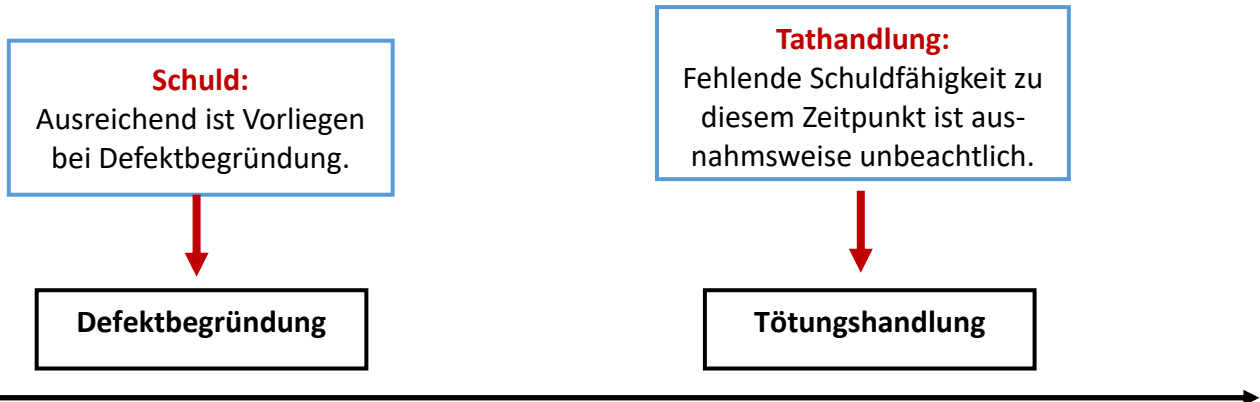 Schuld:
Ausreichend ist Vorliegen
bei Defektbegründung.
Tathandlung:
Fehlende Schuldfähigkeit zu
diesem Zeitpunkt ist aus-
nahmsweise unbeachtlich.
Defektbegründung
Tötungshandlung